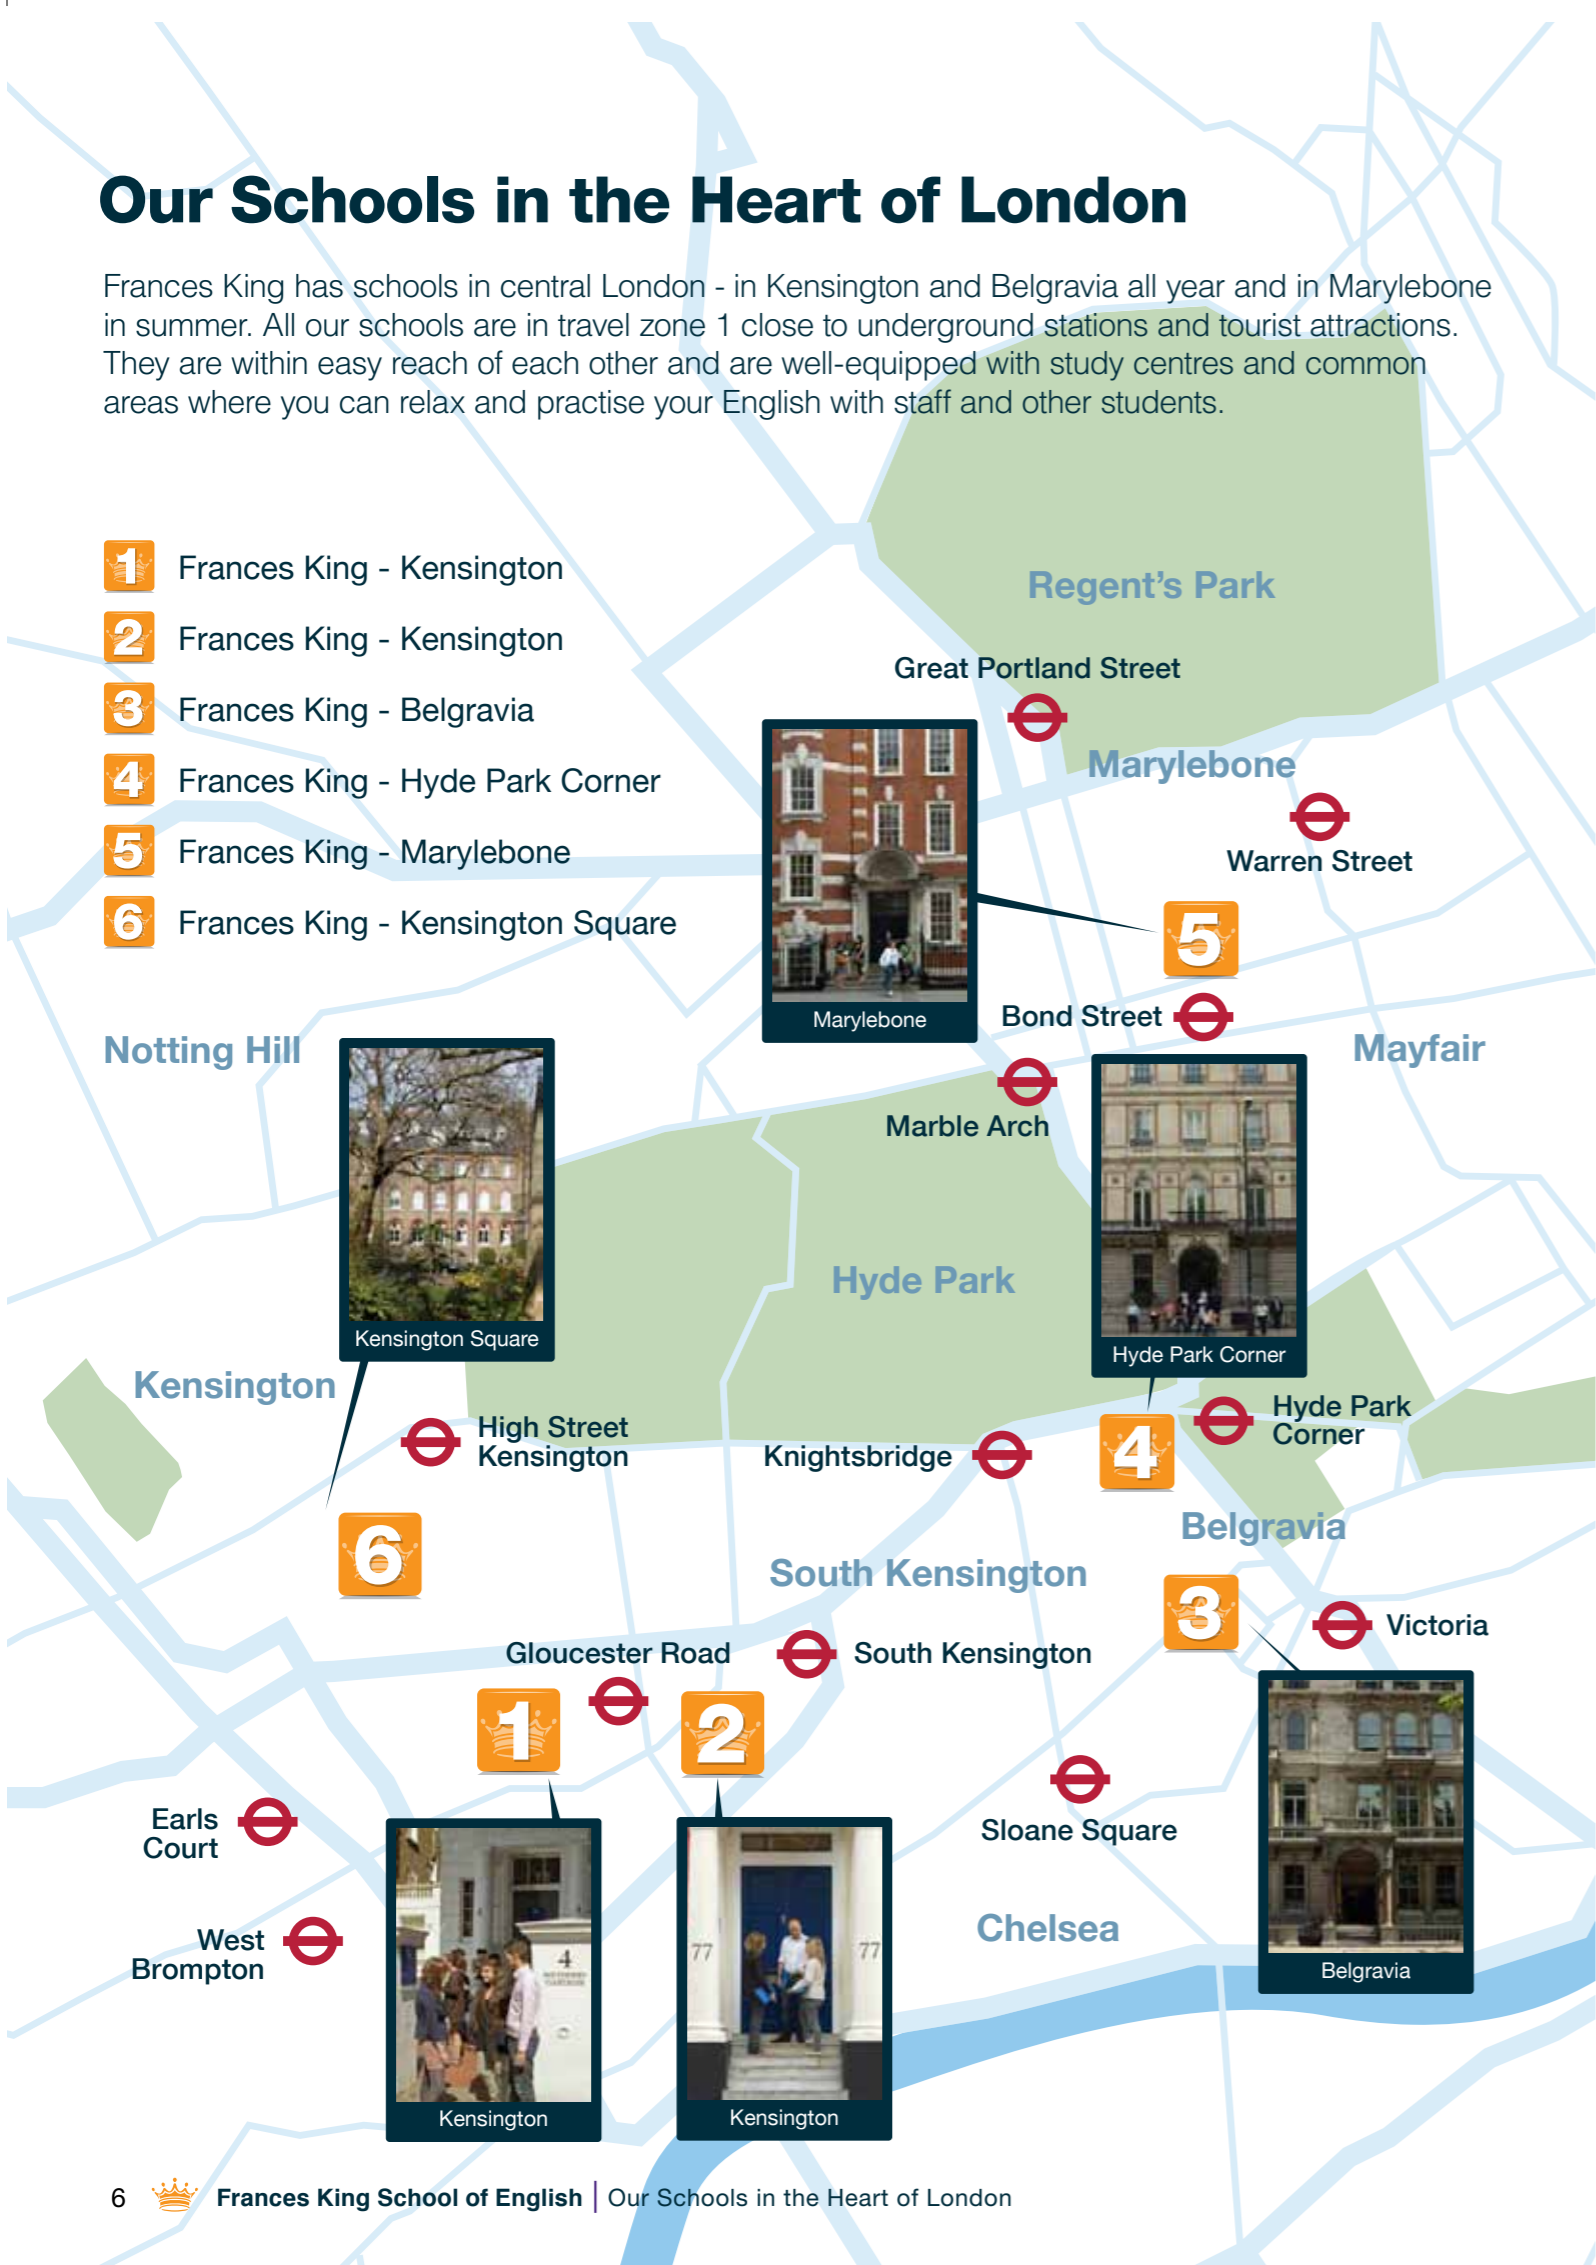 Our Schools in the Heart of London
Frances King has schools in central London - in Kensington and Belgravia all year and in Marylebone
in summer. All our schools are in travel zone 1 close to underground stations and tourist attractions.
They are within easy reach of each other and are well-equipped with study centres and common
areas where you can relax and practise your English with staff and other students.
1 Frances King - Kensington
2 Frances King - Kensington
3 Frances King - Belgravia
4 Frances King - Hyde Park Corner
5 Frances King - Marylebone
6 Frances King - Kensington Square
Regent's Park
Great Portland Street
Marylebone
Warren Street
5
Marylebone
Bond Street
Notting Hill
Mayfair
Marble Arch
Hyde Park
Kensington Square
Hyde Park Corner
Kensington
High Street
Kensington
Knightsbridge
4
Hyde Park
Corner
6
Belgravia
South Kensington
3
Victoria
Gloucester Road
South Kensington
1
2
Earls
Court
Sloane Square
West
Brompton
Chelsea
4
77
77
Belgravia
Kensington
Kensington
6 Frances King School of English | Our Schools in the Heart of London